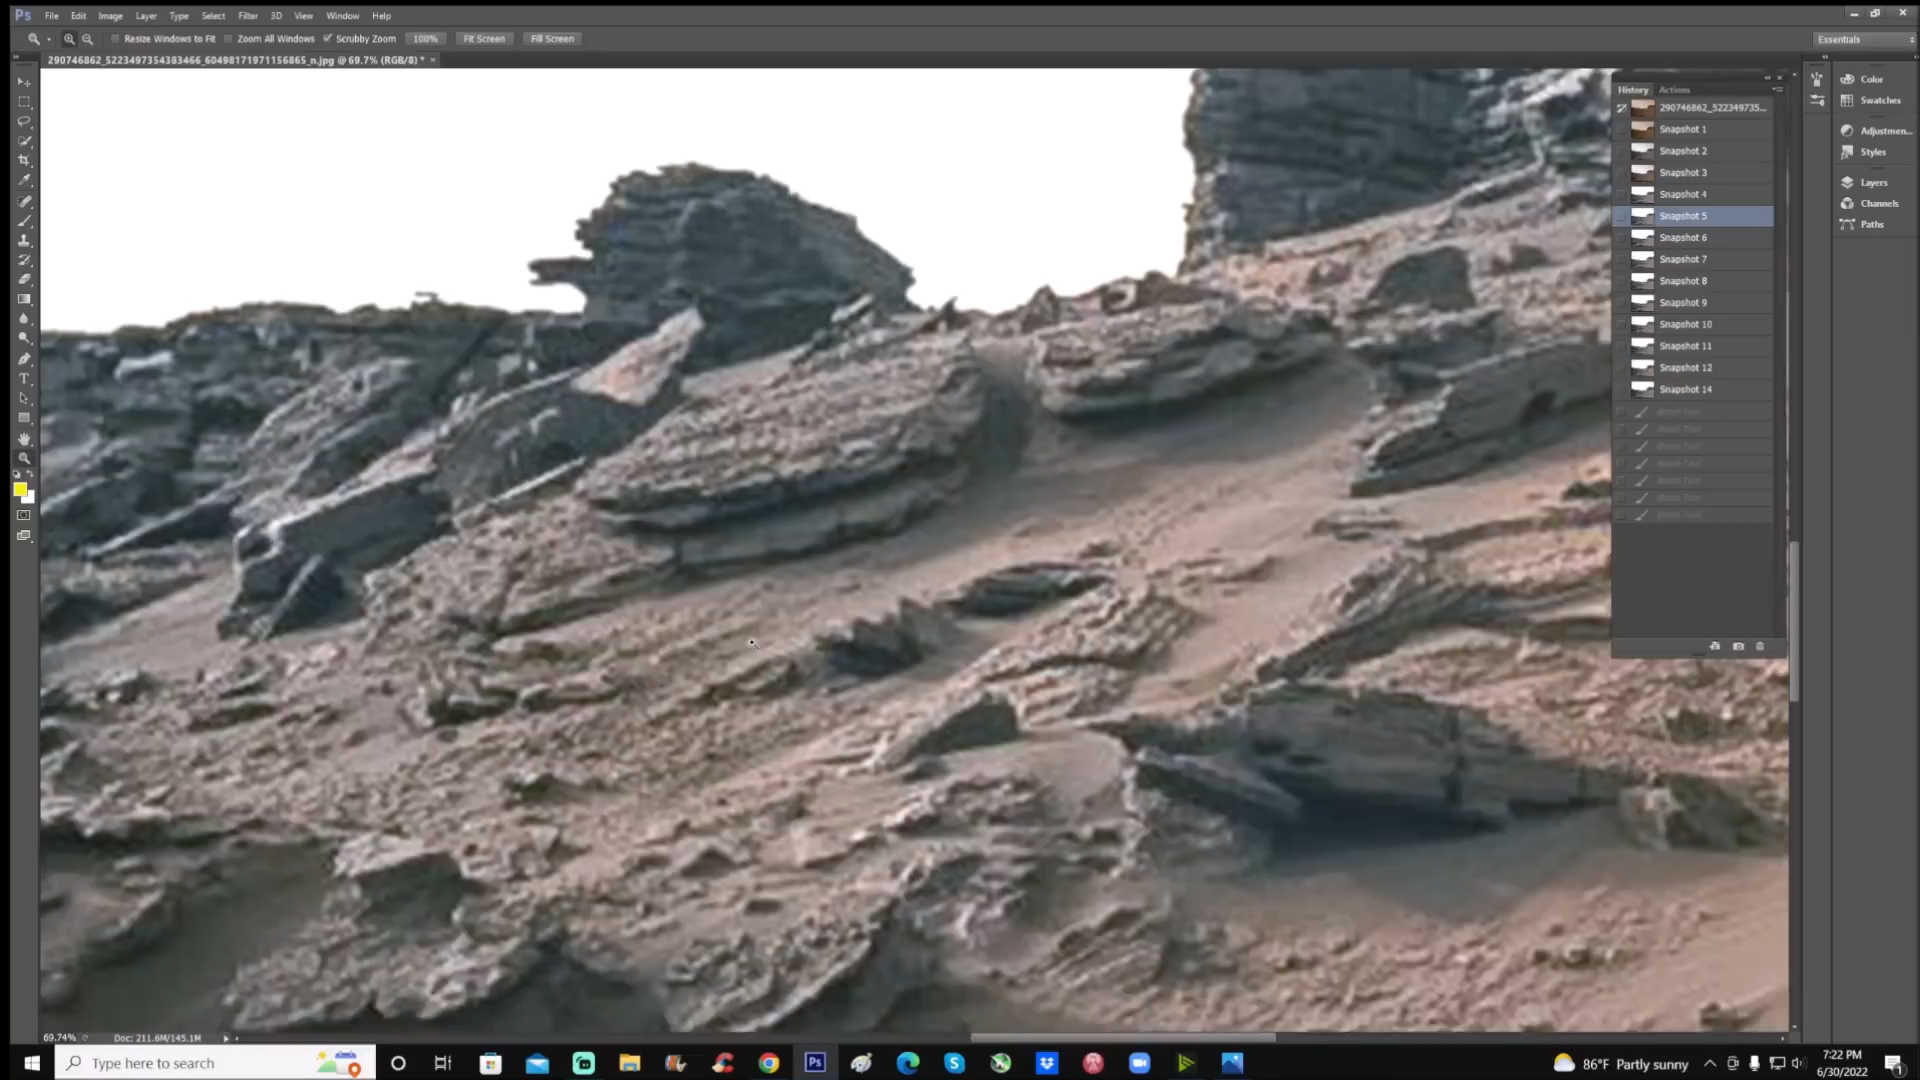 Ps File Edit Image Layer Type Select Filter 3D View Window Help
Resize Windows to Fit Zoom All Windows Scrubby Zoom 100% Fit Screen Fill Screen Essentials
290746862_5223497354383466_60498171971156865_n.jpg @ 69.7% (RGB/8) *
History Actions
290746862_522349735...
Snapshot 1
Snapshot 2
Snapshot 3
Snapshot 4
Snapshot 5
Snapshot 6
Snapshot 7
Snapshot 8
Snapshot 9
Snapshot 10
Snapshot 11
Snapshot 12
Snapshot 14
Color
Swatches
Adjustmen...
Styles
Layers
Channels
Paths
69.74% Doc: 211.6M/145.1M
Type here to search
Ps
86°F Partly sunny
7:22 PM
6/30/2022
1